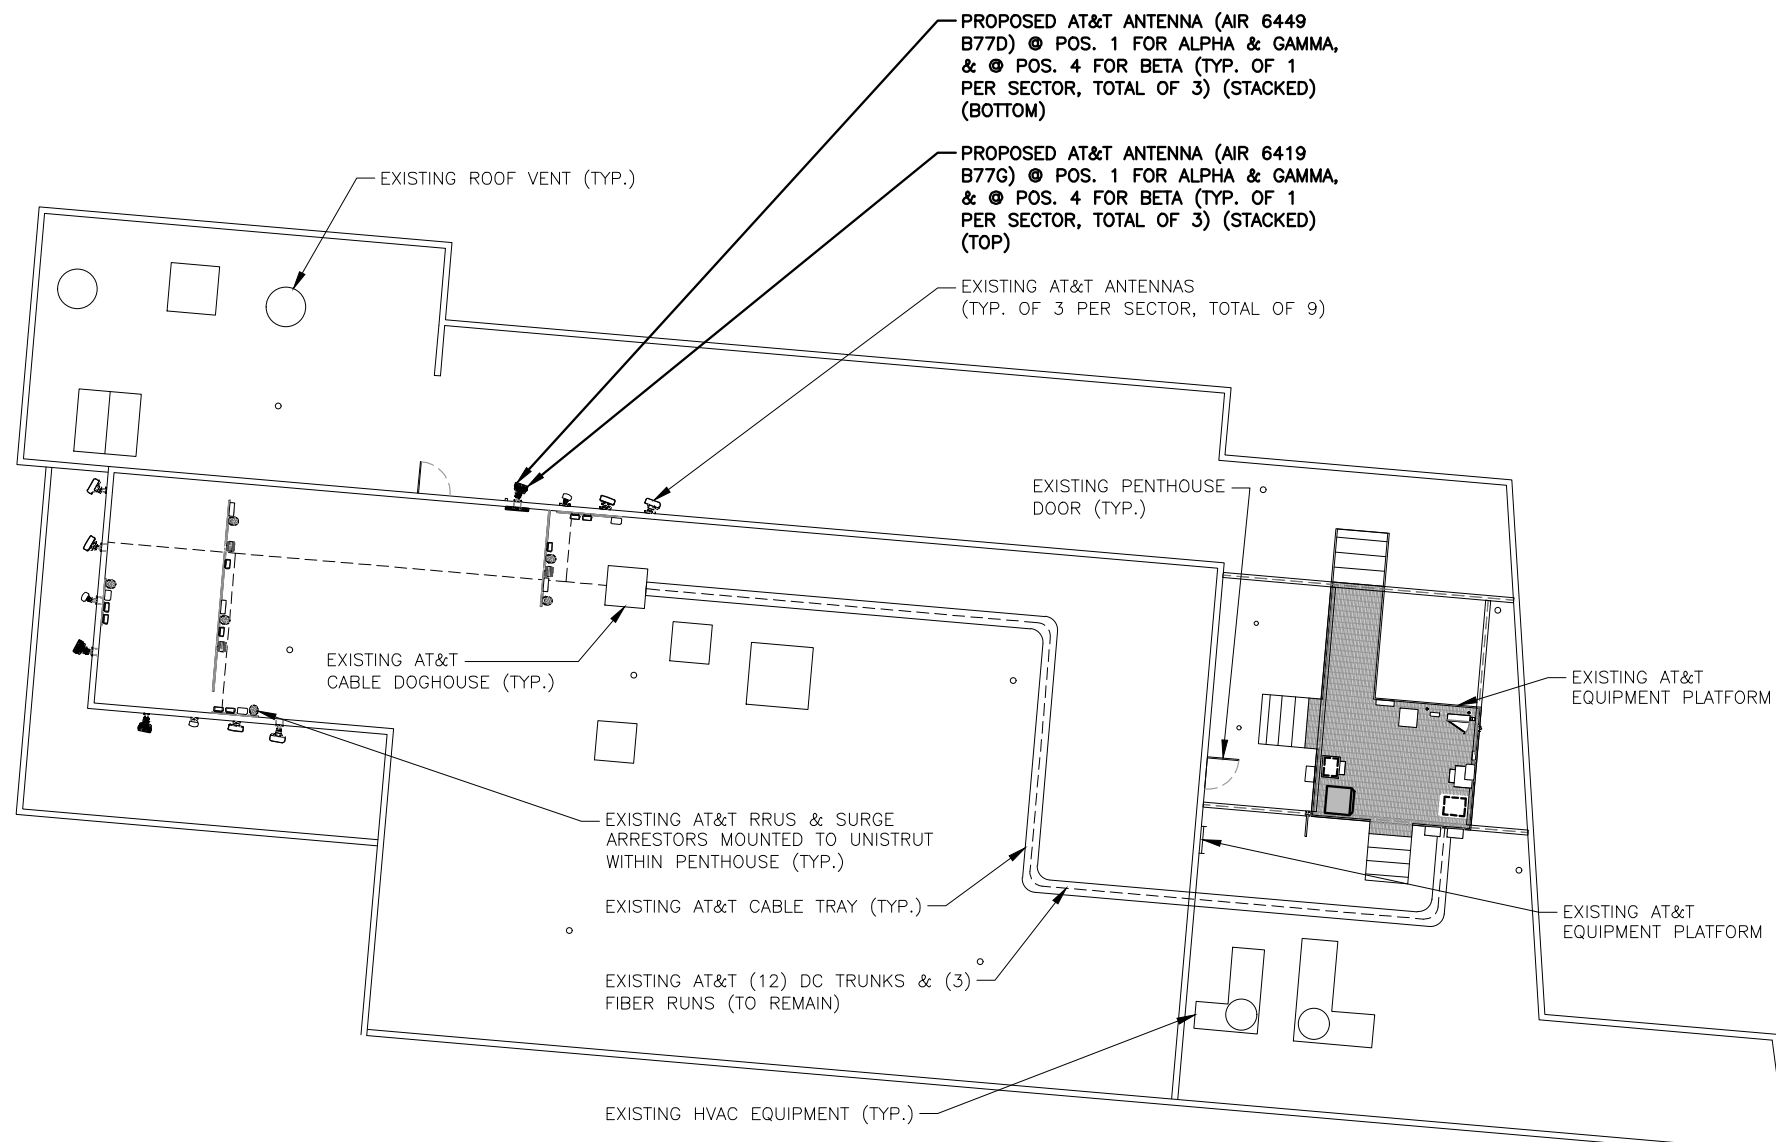 PROPOSED AT&T ANTENNA (AIR 6449
B77D) @ POS. 1 FOR ALPHA & GAMMA,
& @ POS. 4 FOR BETA (TYP. OF 1
PER SECTOR, TOTAL OF 3) (STACKED)
(BOTTOM)
PROPOSED AT&T ANTENNA (AIR 6419
B77G) @ POS. 1 FOR ALPHA & GAMMA,
& @ POS. 4 FOR BETA (TYP. OF 1
PER SECTOR, TOTAL OF 3) (STACKED)
(TOP)
EXISTING ROOF VENT (TYP.)
EXISTING AT&T ANTENNAS
(TYP. OF 3 PER SECTOR, TOTAL OF 9)
EXISTING PENTHOUSE
DOOR (TYP.)
EXISTING AT&T
CABLE DOGHOUSE (TYP.)
EXISTING AT&T
EQUIPMENT PLATFORM
EXISTING AT&T RRUS & SURGE
ARRESTORS MOUNTED TO UNISTRUT
WITHIN PENTHOUSE (TYP.)
EXISTING AT&T CABLE TRAY (TYP.)
EXISTING AT&T
EQUIPMENT PLATFORM
EXISTING AT&T (12) DC TRUNKS & (3)
FIBER RUNS (TO REMAIN)
EXISTING HVAC EQUIPMENT (TYP.)